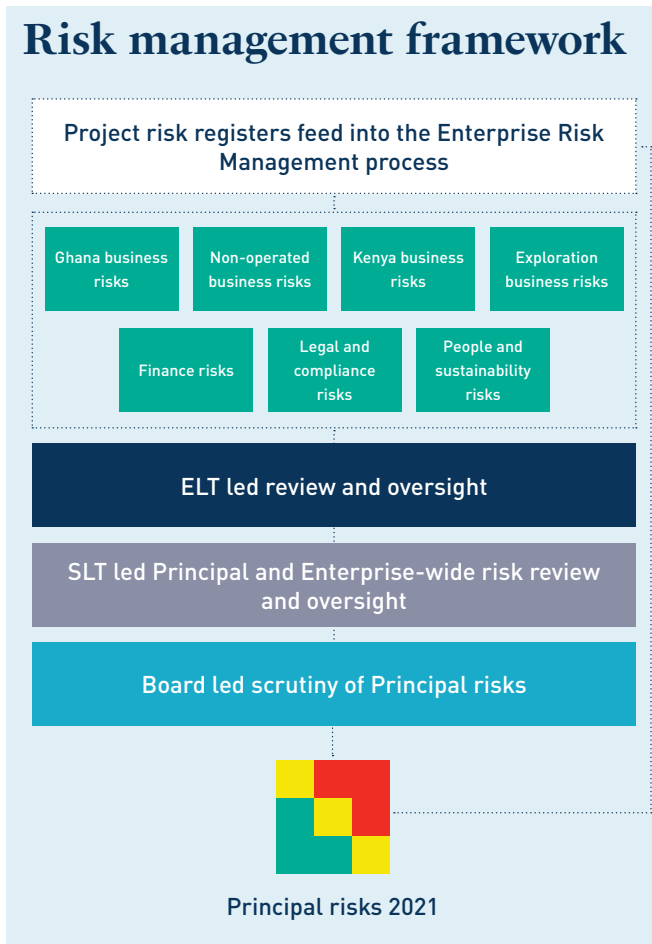 Risk management framework
Project risk registers feed into the Enterprise Risk
Management process
Ghana business
risks
Non-operated
business risks
Kenya business
risks
Exploration
business risks
Finance risks
Legal and
compliance
risks
People and
sustainability
risks
ELT led review and oversight
SLT led Principal and Enterprise-wide risk review
and oversight
Board led scrutiny of Principal risks
Principal risks 2021